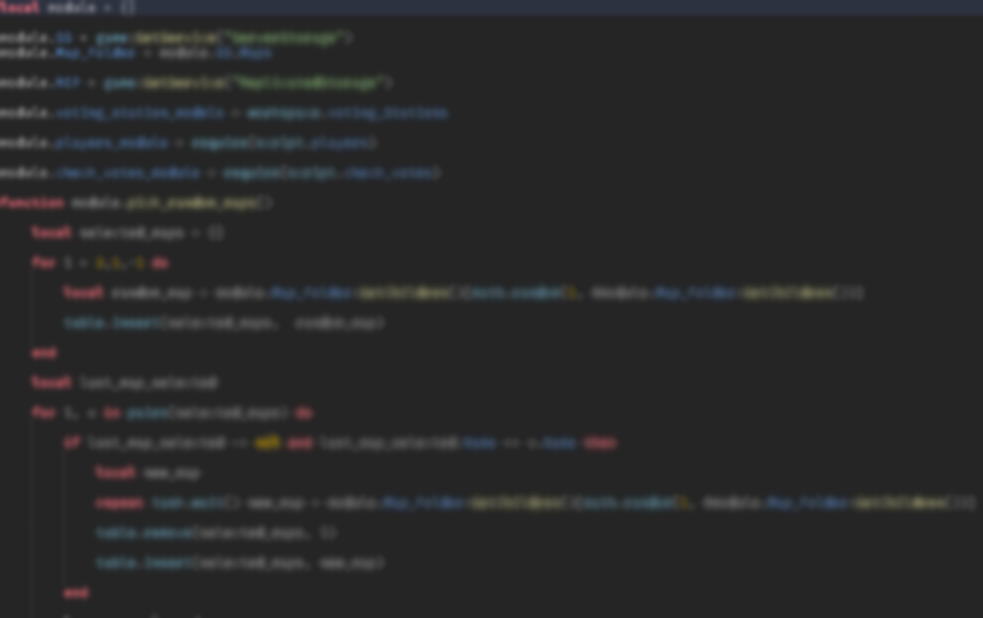 local module = {}
module.SS = game:GetService("ServerStorage")
module.Map_folder = module.SS.Maps
module. = game:GetService("ReplicatedStorage")
module.voting_station_models = workspace.voting_Stations
module.players_module = require(script.players)
module.check_votes_module = require(script.check_votes)
function module.pick_random_maps()
local selected_maps = {}
for i = 3,1,-1 do
local random_map = module.Map_folder:GetChildren()[math.random(1, #module.Map_folder:GetChildren())]
table.insert(selected_maps, random_map)
end
local last_map_selected
for i, v in (selected_maps) do
if last_map_selected ~= nil and last_map_selected.Name == v.Name then
local new_map
repeat task.wait() new_map = module.Map_folder:GetChildren()[math.random(1, #module.Map_folder:GetChildren())]
table.remove(selected_maps, i)
table.insert(selected_maps, new_map)
end